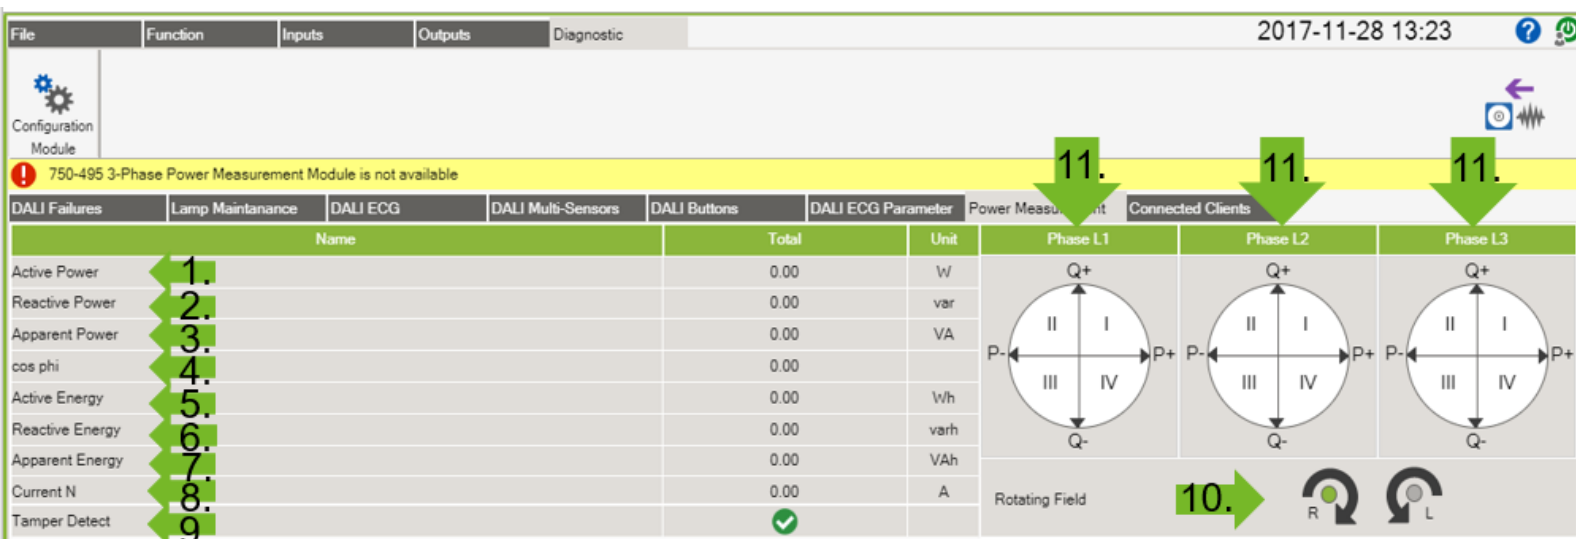 File Function Inputs Outputs Diagnostic 2017-11-28 13:23 ?
Configuration
Module
11. 11. 11.
! 750-495 3-Phase Power Measurement Module is not available
DALI Failures Lamp Maintanance DALI ECG DALI Multi-Sensors DALI Buttons DALI ECG Parameter Power Connected Clients
Name Total Unit Phase L1 Phase L2 Phase L3
Active Power 1. 0.00 W
Reactive Power 2. 0.00 var
Apparent Power 3. 0.00 VA
cos phi 4. 0.00
Active Energy 5. 0.00 Wh
Reactive Energy 6. 0.00 varh
Apparent Energy 7. 0.00 VAh
Current N 8. 0.00 A
Tamper Detect 9.
Q+ Q+ Q+
II I II I II I
P- P+ P- P+ P- P+
III IV III IV III IV
Q- Q- Q-
Rotating Field 10. R L